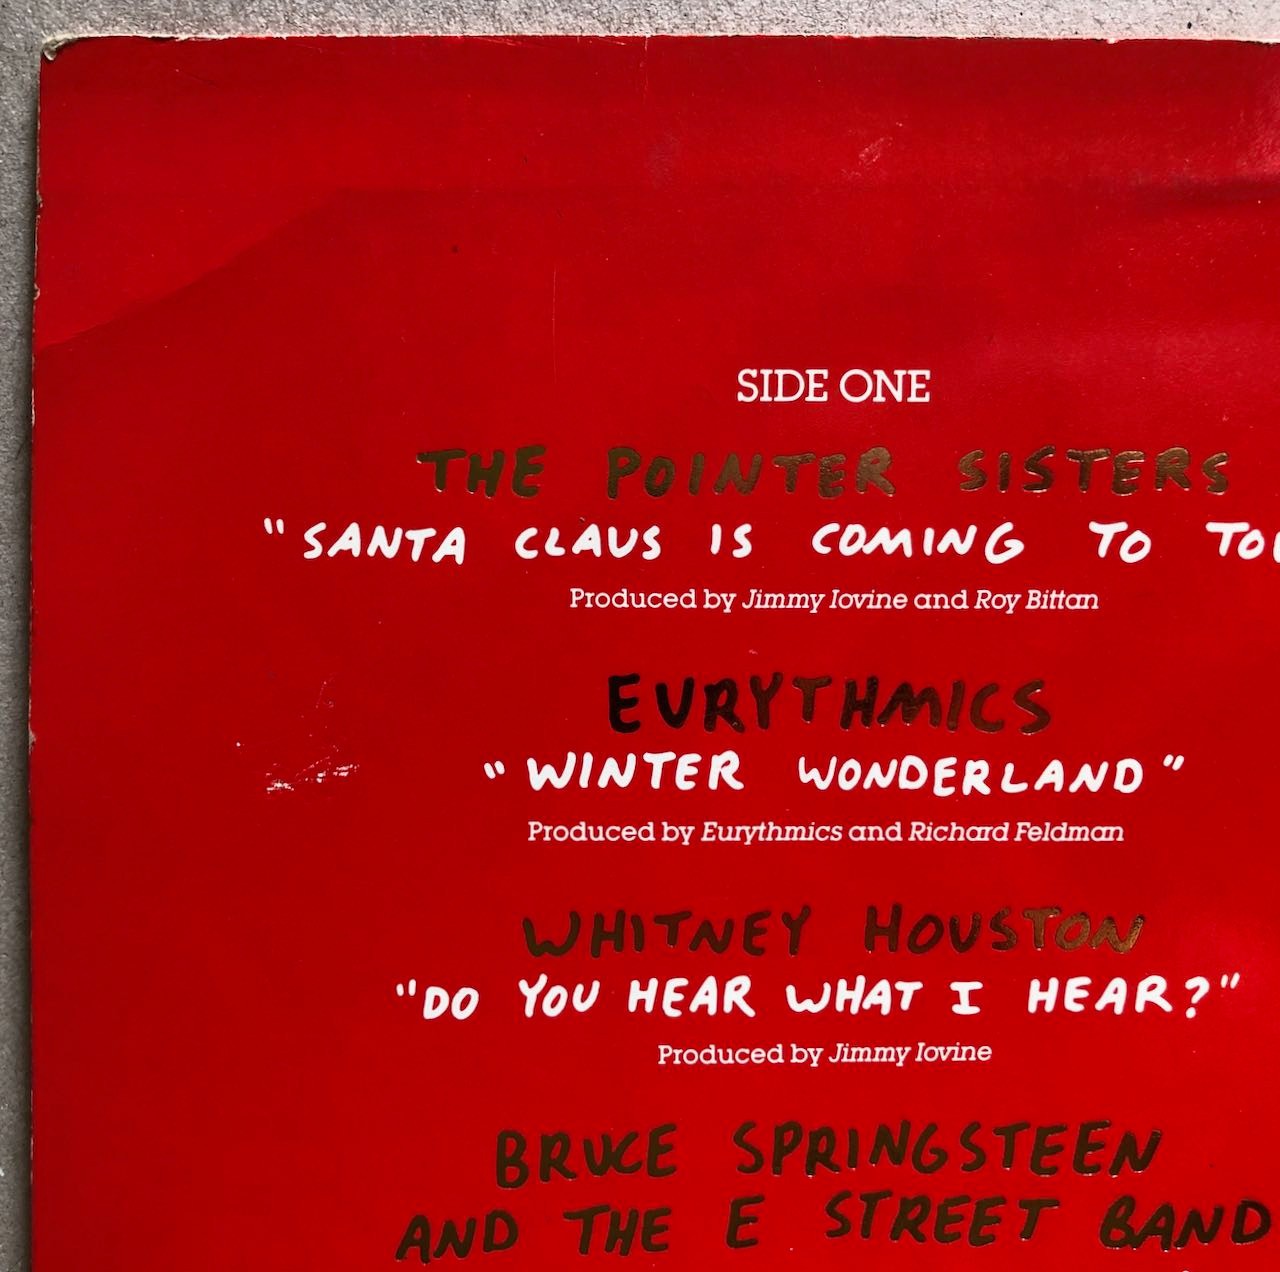 SIDE ONE
THE POINTER SISTERS
"SANTA CLAUS IS COMING TO
Produced by Jimmy Iovine and Roy Bittan
EURYTHMICS
"WINTER WONDERLAND"
Produced by Eurythmics and Richard Feldman
WHITNEY HOUSTON
"DO YOU HEAR WHAT I HEAR?"
Produced by Jimmy Iovine
BRUCE SPRINGSTEEN
AND THE E STREET BAND